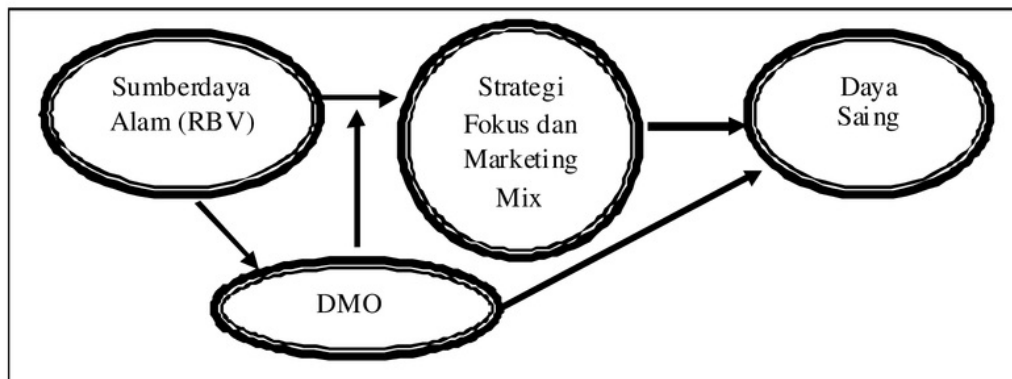 Sumberdaya
Alam (RBV)
Strategi
Fokus dan
Marketing
Mix
Daya
Saing
DMO